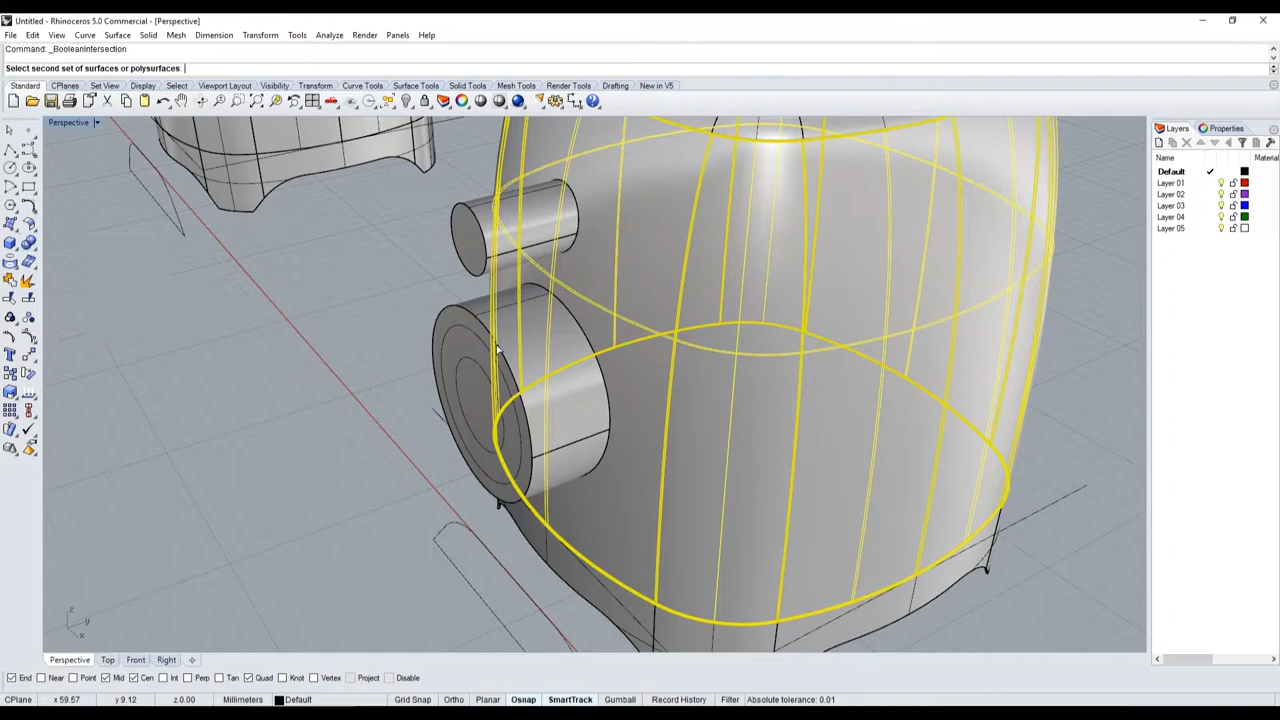 Untitled - Rhinoceros 5.0 Commercial - [Perspective]
File Edit View Curve Surface Solid Mesh Dimension Transform Tools Analyze Render Panels Help
Command: _BooleanIntersection
Select second set of surfaces or polysurfaces:
Standard CPlanes Set View Display Select Viewport Layout Visibility Transform Curve Tools Surface Tools Solid Tools Mesh Tools Render Tools Drafting New in V5
Perspective
Layers Properties
Name Material
Default
Layer 01
Layer 02
Layer 03
Layer 04
Layer 05
z
y
x
Perspective Top Front Right
End Near Point Mid Cen Int Perp Tan Quad Knot Vertex Project Disable
CPlane x 59.57 y 9.12 z 0.00 Millimeters Default Grid Snap Ortho Planar Osnap SmartTrack Gumball Record History Filter Absolute tolerance: 0.01